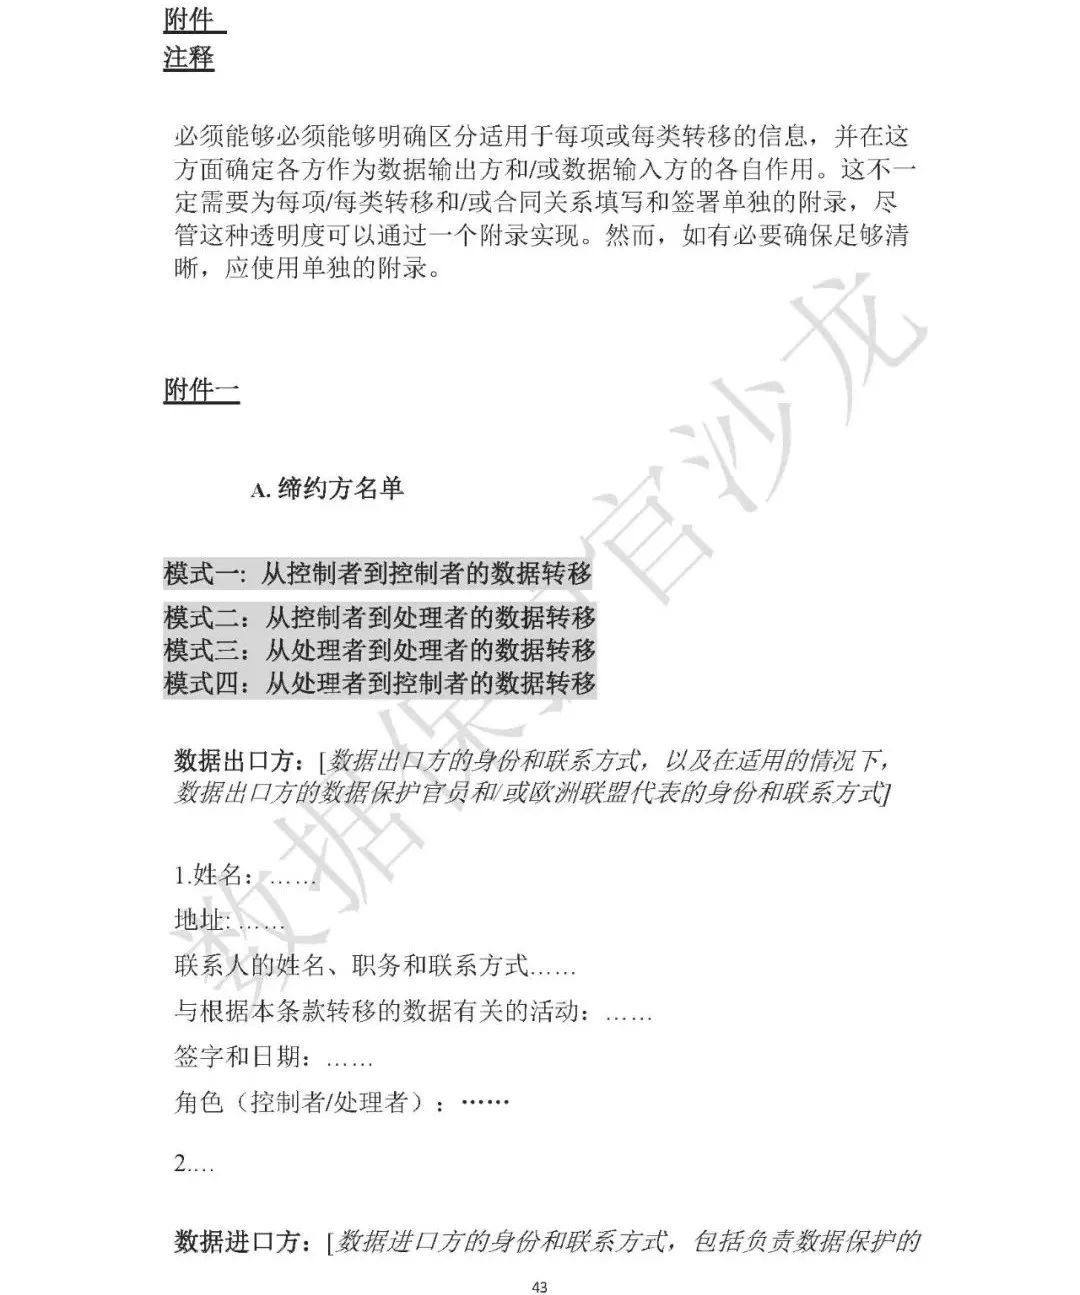 附件
注释
必须能够必须能够明确区分适用于每项或每类转移的信息，并在这
方面确定各方作为数据输出方和/或数据输入方的各自作用。这不一
定需要为每项/每类转移和/或合同关系填写和签署单独的附录，尽
管这种透明度可以通过一个附录实现。然而，如有必要确保足够清
晰，应使用单独的附录。
附件一
A. 缔约方名单
模式一: 从控制者到控制者的数据转移
模式二：从控制者到处理者的数据转移
模式三：从处理者到处理者的数据转移
模式四：从处理者到控制者的数据转移
数据出口方：[数据出口方的身份和联系方式，以及在适用的情况下，
数据出口方的数据保护官员和/或欧洲联盟代表的身份和联系方式]
1.姓名：……
地址: ……
联系人的姓名、职务和联系方式……
与根据本条款转移的数据有关的活动：……
签字和日期：……
角色（控制者/处理者）：……
2.…
数据进口方：[数据进口方的身份和联系方式，包括负责数据保护的
43
数据保护官沙龙